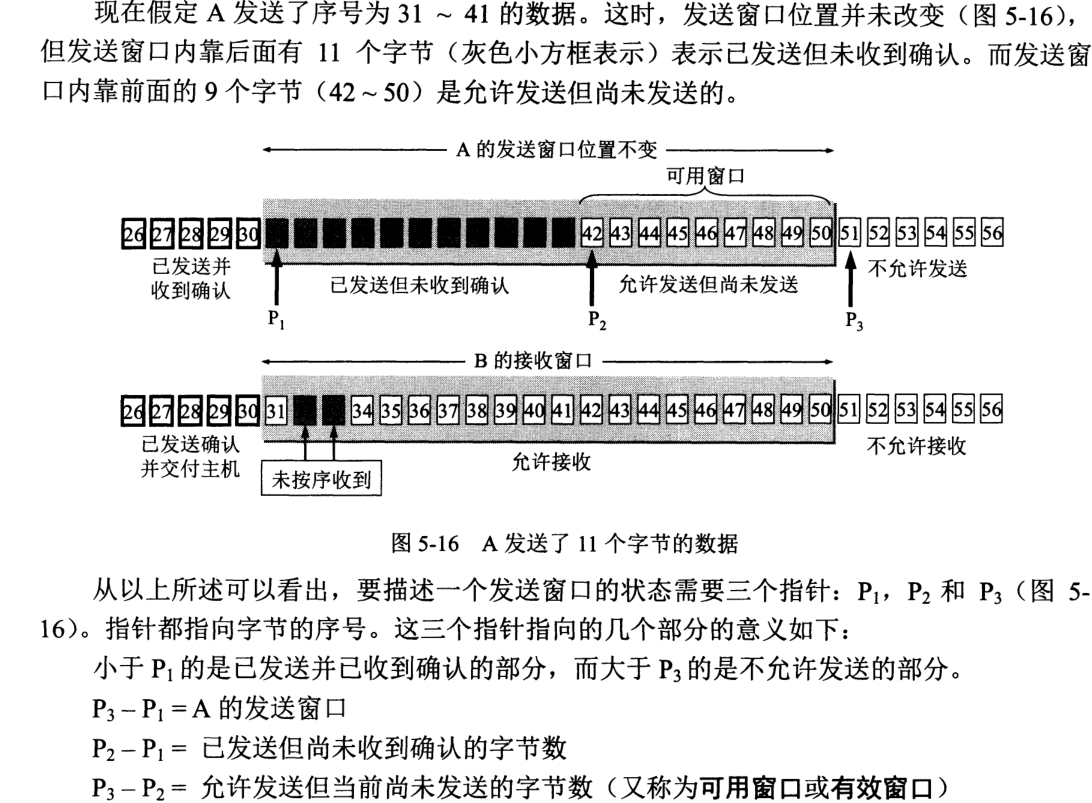 现在假定 A 发送了序号为 31 ~ 41 的数据。这时，发送窗口位置并未改变（图 5-16），
但发送窗口内靠后面有 11 个字节（灰色小方框表示）表示已发送但未收到确认。而发送窗
口内靠前面的 9 个字节（42 ~ 50）是允许发送但尚未发送的。
A 的发送窗口位置不变
可用窗口
26 27 28 29 30 42 43 44 45 46 47 48 49 50 51 52 53 54 55 56
已发送并
收到确认
已发送但未收到确认
允许发送但尚未发送
不允许发送
P1 P2 P3
B 的接收窗口
26 27 28 29 30 31 34 35 36 37 38 39 40 41 42 43 44 45 46 47 48 49 50 51 52 53 54 55 56
已发送确认
并交付主机
未按序收到
允许接收
不允许接收
图 5-16 A 发送了 11 个字节的数据
从以上所述可以看出，要描述一个发送窗口的状态需要三个指针：P1，P2 和 P3（图 5-
16）。指针都指向字节的序号。这三个指针指向的几个部分的意义如下：
小于 P1 的是已发送并已收到确认的部分，而大于 P3 的是不允许发送的部分。
P3 – P1 = A 的发送窗口
P2 – P1 = 已发送但尚未收到确认的字节数
P3 – P2 = 允许发送但当前尚未发送的字节数（又称为可用窗口或有效窗口）